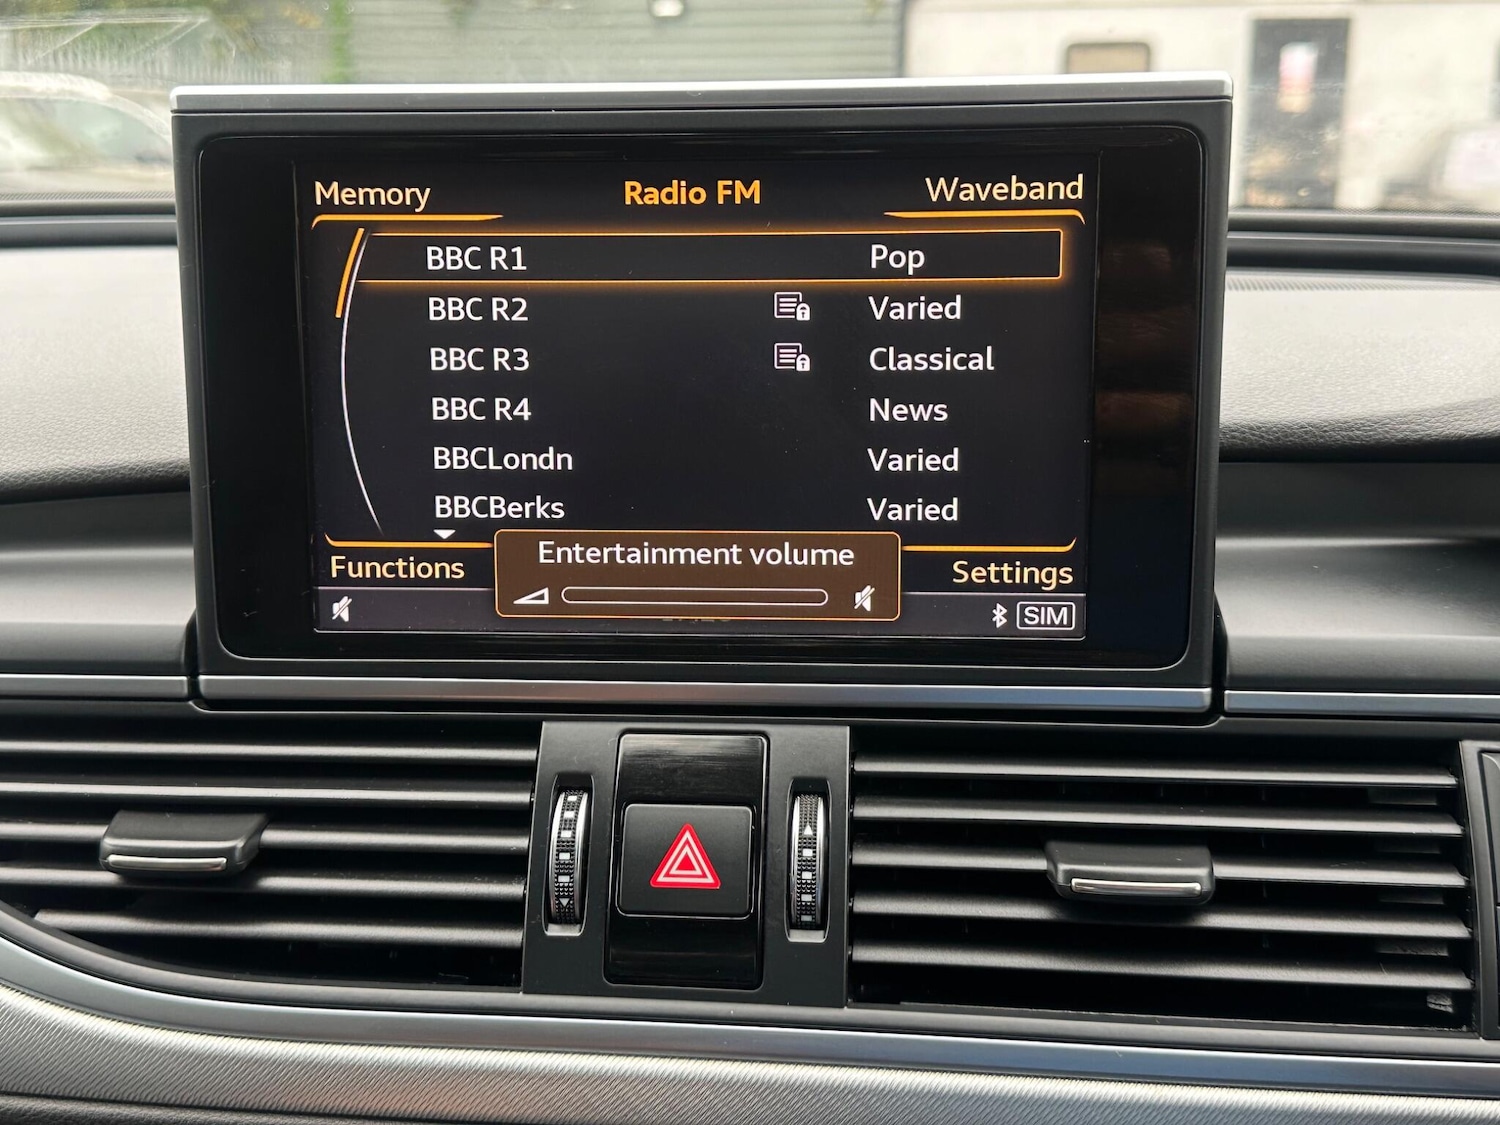 Memory Radio FM Waveband
BBC R1 Pop
BBC R2 Varied
BBC R3 Classical
BBC R4 News
BBCLondn Varied
BBCBerks Varied
Entertainment volume
Functions Settings
SIM